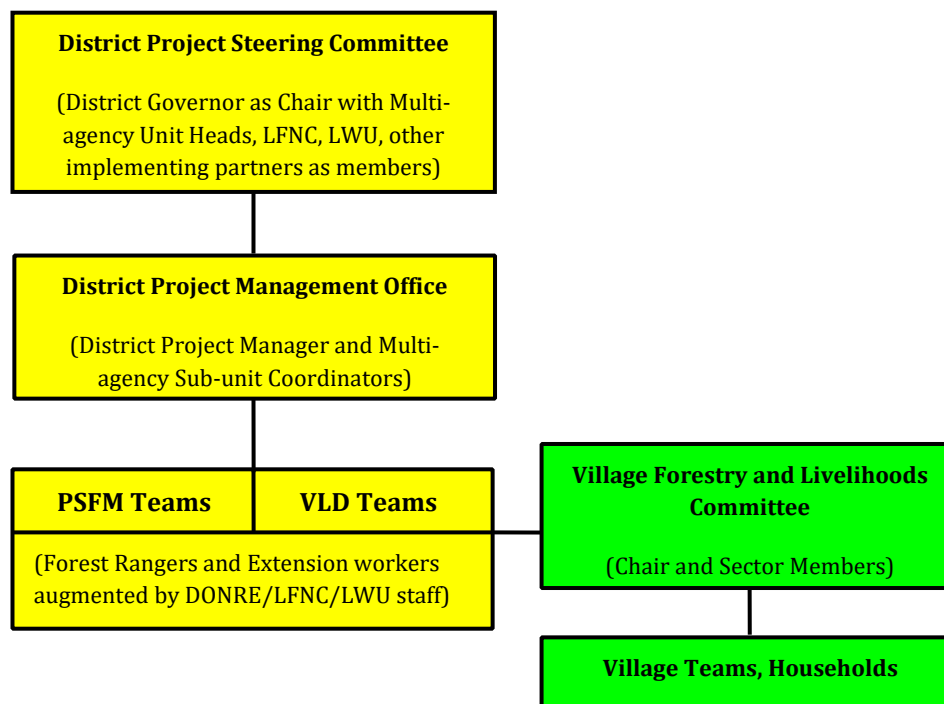 District Project Steering Committee
(District Governor as Chair with Multi-
agency Unit Heads, LFNC, LWU, other
implementing partners as members)
District Project Management Office
(District Project Manager and Multi-
agency Sub-unit Coordinators)
PSFM Teams
VLD Teams
(Forest Rangers and Extension workers
augmented by DONRE/LFNC/LWU staff)
Village Forestry and Livelihoods
Committee
(Chair and Sector Members)
Village Teams, Households